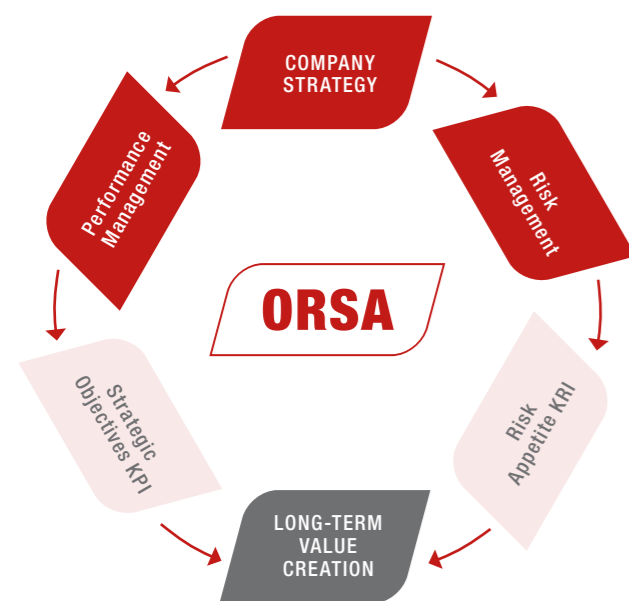 COMPANY
STRATEGY
Performance
Management
Risk
Management
ORSA
Strategic
Objectives KPI
Risk
Appetite KRI
LONG-TERM
VALUE
CREATION